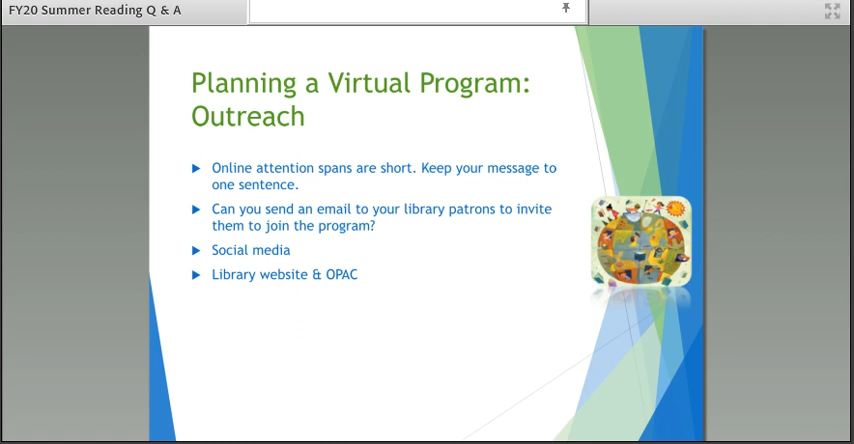 FY20 Summer Reading Q & A
Planning a Virtual Program:
Outreach
Online attention spans are short. Keep your message to
one sentence.
Can you send an email to your library patrons to invite
them to join the program?
Social media
Library website & OPAC